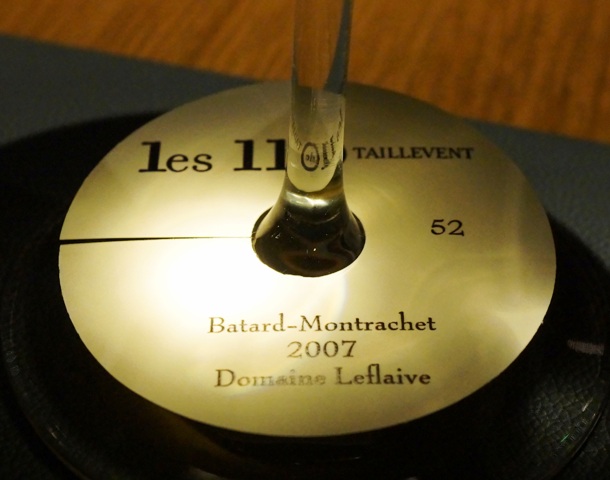 les 110 TAILLEVENT
52
Batard-Montrachet
2007
Domaine Leflaive